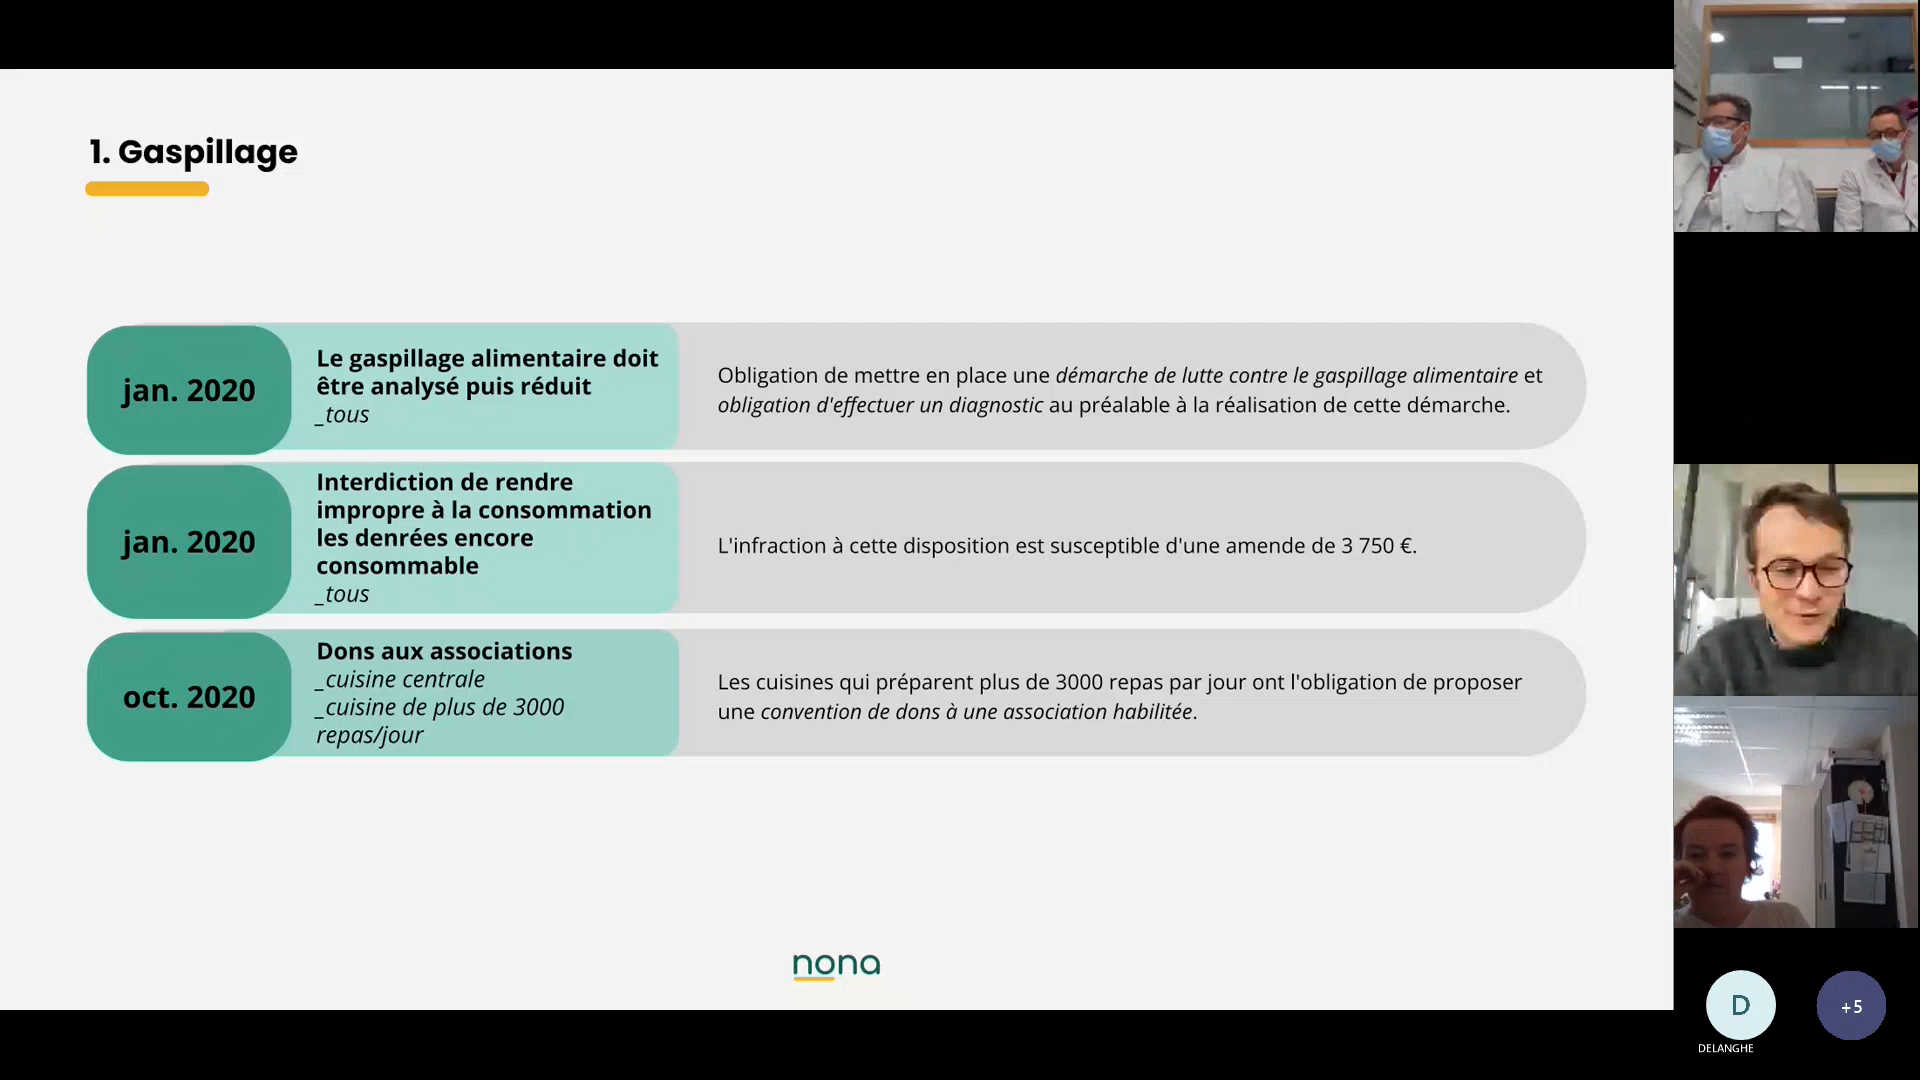 1. Gaspillage
jan. 2020
Le gaspillage alimentaire doit
être analysé puis réduit
_tous
Obligation de mettre en place une démarche de lutte contre le gaspillage alimentaire et
obligation d'effectuer un diagnostic au préalable à la réalisation de cette démarche.
jan. 2020
Interdiction de rendre
impropre à la consommation
les denrées encore
consommable
_tous
L'infraction à cette disposition est susceptible d'une amende de 3 750 €.
oct. 2020
Dons aux associations
_cuisine centrale
_cuisine de plus de 3000
repas/jour
Les cuisines qui préparent plus de 3000 repas par jour ont l'obligation de proposer
une convention de dons à une association habilitée.
nona
D
+5
DELANGHE